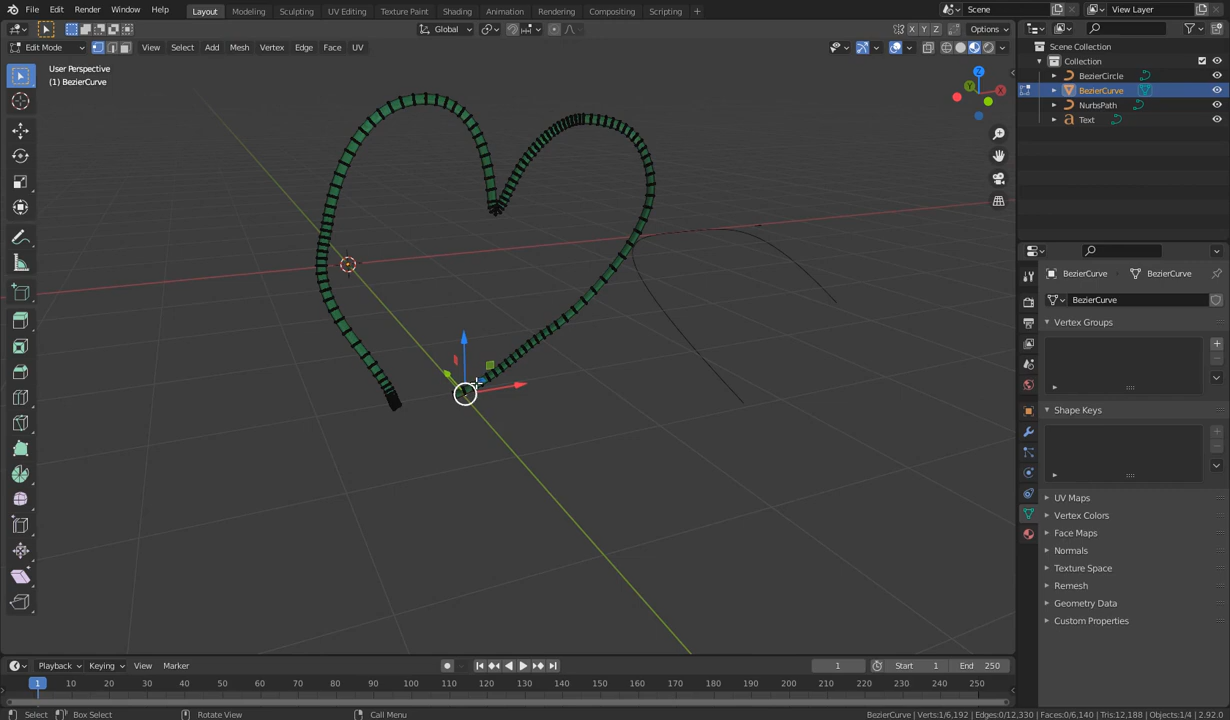 File Edit Render Window Help Layout Modeling Sculpting UV Editing Texture Paint Shading Animation Rendering Compositing Scripting + Scene View Layer
Global X Y Z Options
Edit Mode View Select Add Mesh Vertex Edge Face UV
User Perspective
(1) BezierCurve
Z
X
Y
Scene Collection
Collection
BezierCircle
BezierCurve
NurbsPath
Text
BezierCurve BezierCurve
BezierCurve
Vertex Groups
Shape Keys
UV Maps
Vertex Colors
Face Maps
Normals
Texture Space
Remesh
Geometry Data
Custom Properties
Playback Keying View Marker 1 Start 1 End 250
1 10 20 30 40 50 60 70 80 90 100 110 120 130 140 150 160 170 180 190 200 210 220 230 240 250
Select Box Select Rotate View Call Menu BezierCurve | Verts:1/6,192 | Edges:0/12,330 | Faces:0/6,140 | Tris:12,188 | Objects:1/4 | 2.92.0